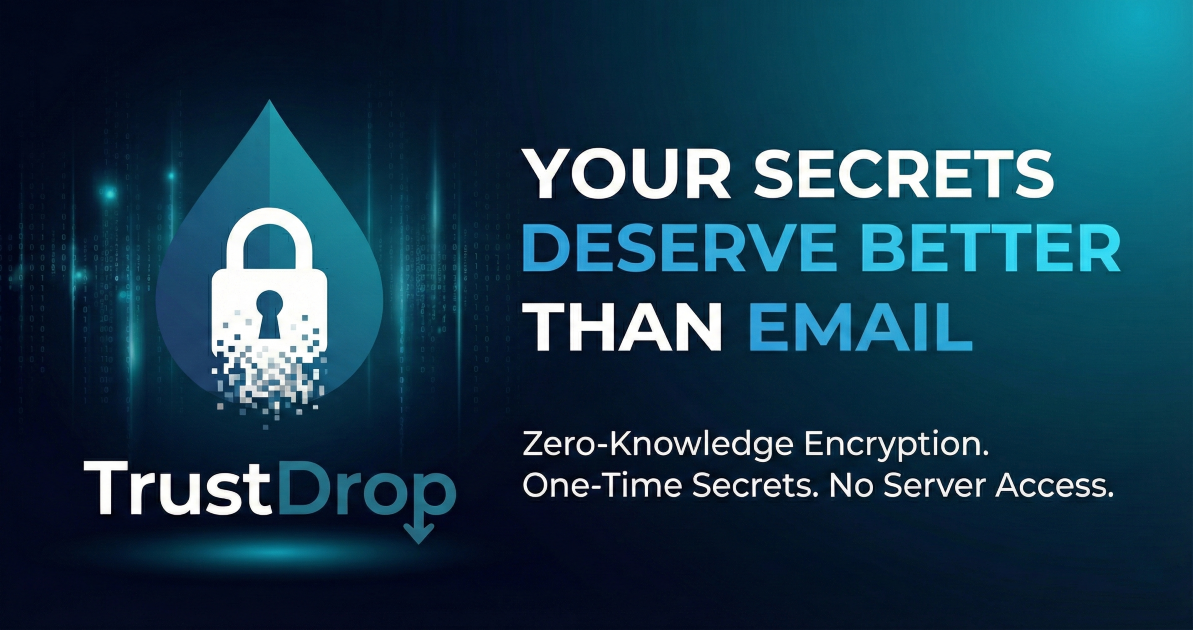 YOUR SECRETS
DESERVE BETTER
THAN EMAIL
Zero-Knowledge Encryption.
One-Time Secrets. No Server Access.
TrustDrop